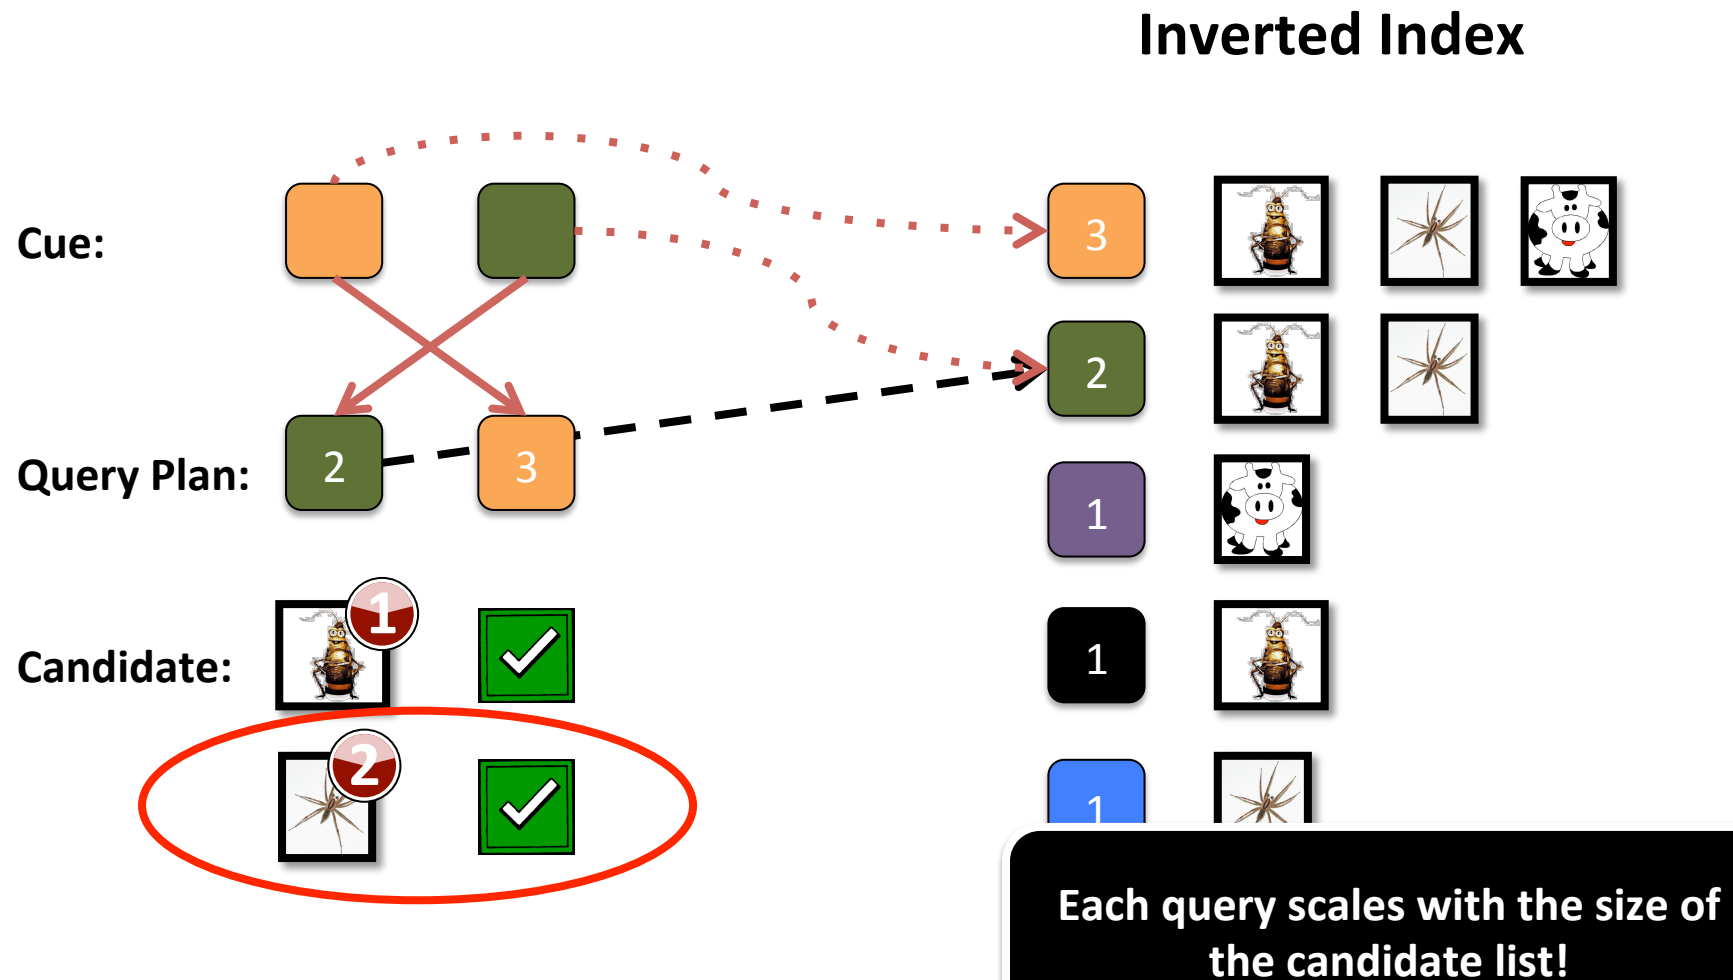 Inverted Index
Cue:
3
2
Query Plan:
2
3
1
Candidate:
1
1
2
1
Each query scales with the size of
the candidate list!